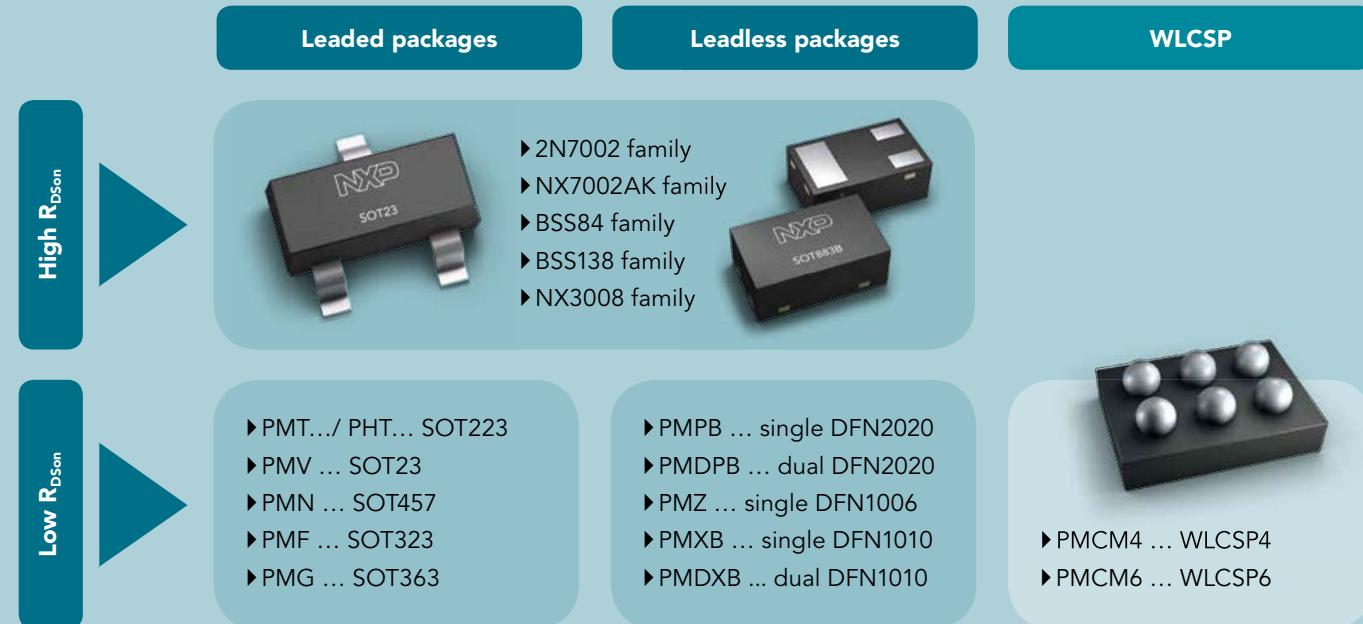 Leaded packages
Leadless packages
WLCSP
High RDSon
NXP
SOT23
▶ 2N7002 family
▶ NX7002AK family
▶ BSS84 family
▶ BSS138 family
▶ NX3008 family
NXP
SOT883B
Low RDSon
▶ PMT…/ PHT… SOT223
▶ PMV … SOT23
▶ PMN … SOT457
▶ PMF … SOT323
▶ PMG … SOT363
▶ PMPB … single DFN2020
▶ PMDPB … dual DFN2020
▶ PMZ … single DFN1006
▶ PMXB … single DFN1010
▶ PMDXB ... dual DFN1010
▶ PMCM4 … WLCSP4
▶ PMCM6 … WLCSP6